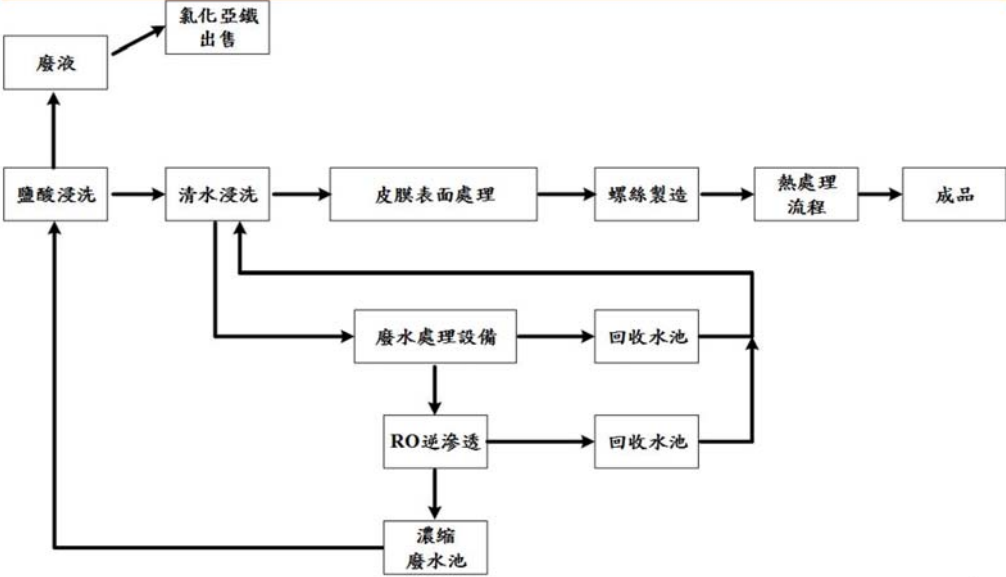 氯化亞鐵
出售
廢液
鹽酸浸洗
清水浸洗
皮膜表面處理
螺絲製造
熱處理
流程
成品
廢水處理設備
回收水池
RO逆滲透
回收水池
濃縮
廢水池